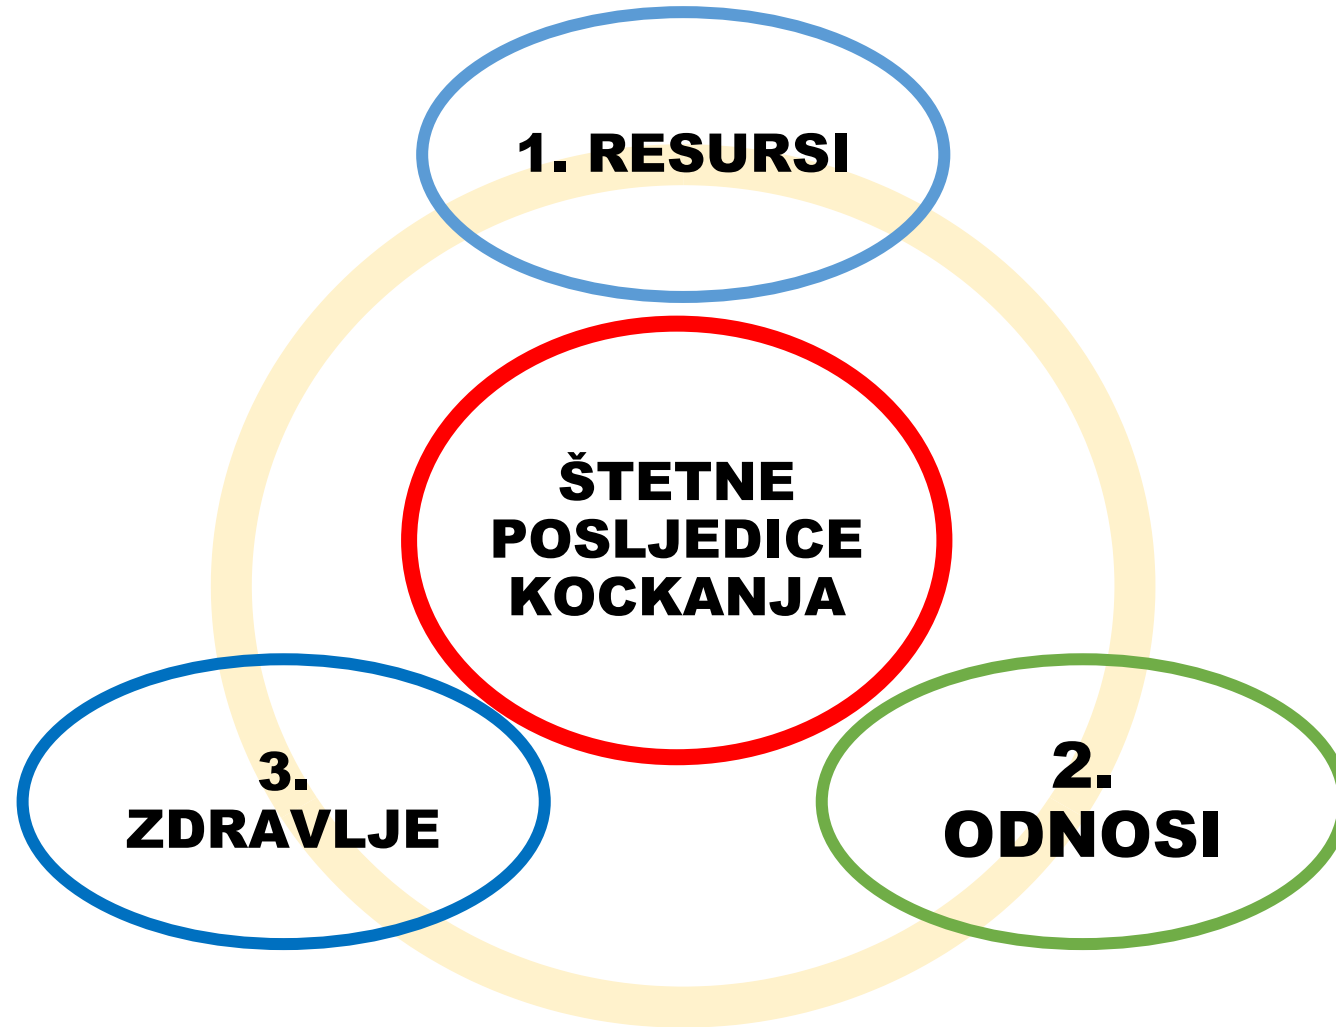 1. RESURSI
ŠTETNE
POSLJEDICE
KOCKANJA
2.
ODNOSI
3.
ZDRAVLJE